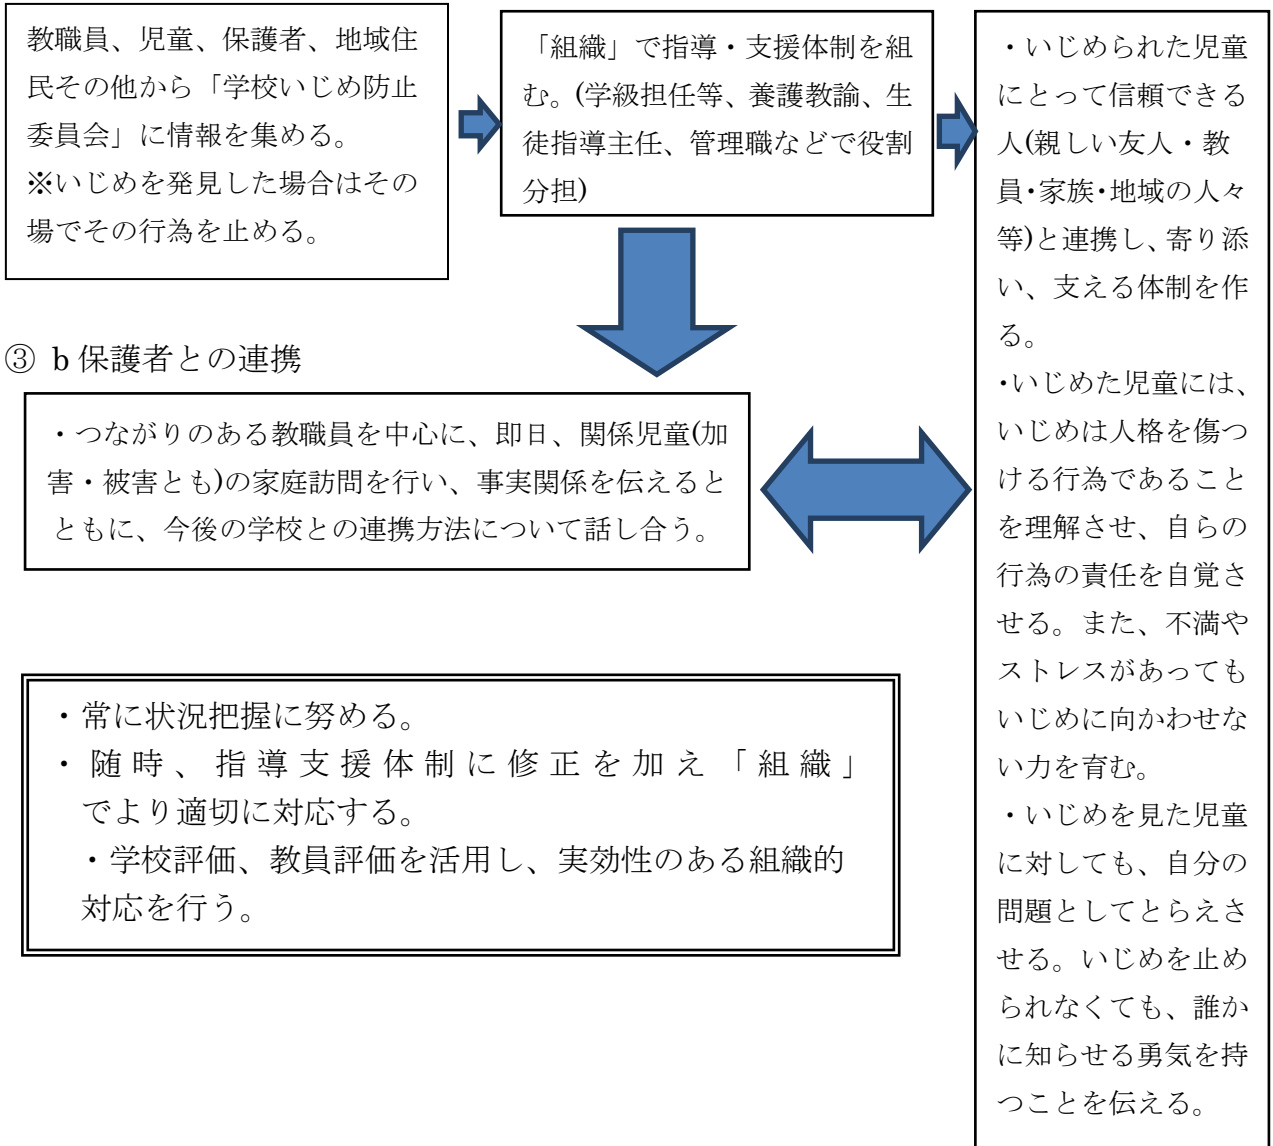 教職員、児童、保護者、地域住
民その他から「学校いじめ防止
委員会」に情報を集める。
※いじめを発見した場合はその
場でその行為を止める。
「組織」で指導・支援体制を組
む。(学級担任等、養護教諭、生
徒指導主任、管理職などで役割
分担)
・いじめられた児童
にとって信頼できる
人(親しい友人・教
員・家族・地域の人々
等)と連携し、寄り添
い、支える体制を作
る。
・いじめた児童には、
いじめは人格を傷つ
ける行為であること
を理解させ、自らの
行為の責任を自覚さ
せる。また、不満や
ストレスがあっても
いじめに向かわせな
い力を育む。
・いじめを見た児童
に対しても、自分の
問題としてとらえさ
せる。いじめを止め
られなくても、誰か
に知らせる勇気を持
つことを伝える。
③ b 保護者との連携
・つながりのある教職員を中心に、即日、関係児童(加
害・被害とも)の家庭訪問を行い、事実関係を伝えると
ともに、今後の学校との連携方法について話し合う。
・常に状況把握に努める。
・随時、指導支援体制に修正を加え「組織」
でより適切に対応する。
・学校評価、教員評価を活用し、実効性のある組織的
対応を行う。